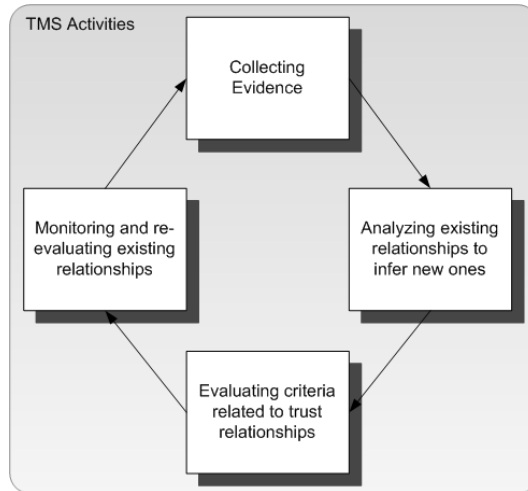 TMS Activities
Collecting
Evidence
Monitoring and re-
evaluating existing
relationships
Analyzing existing
relationships to
infer new ones
Evaluating criteria
related to trust
relationships